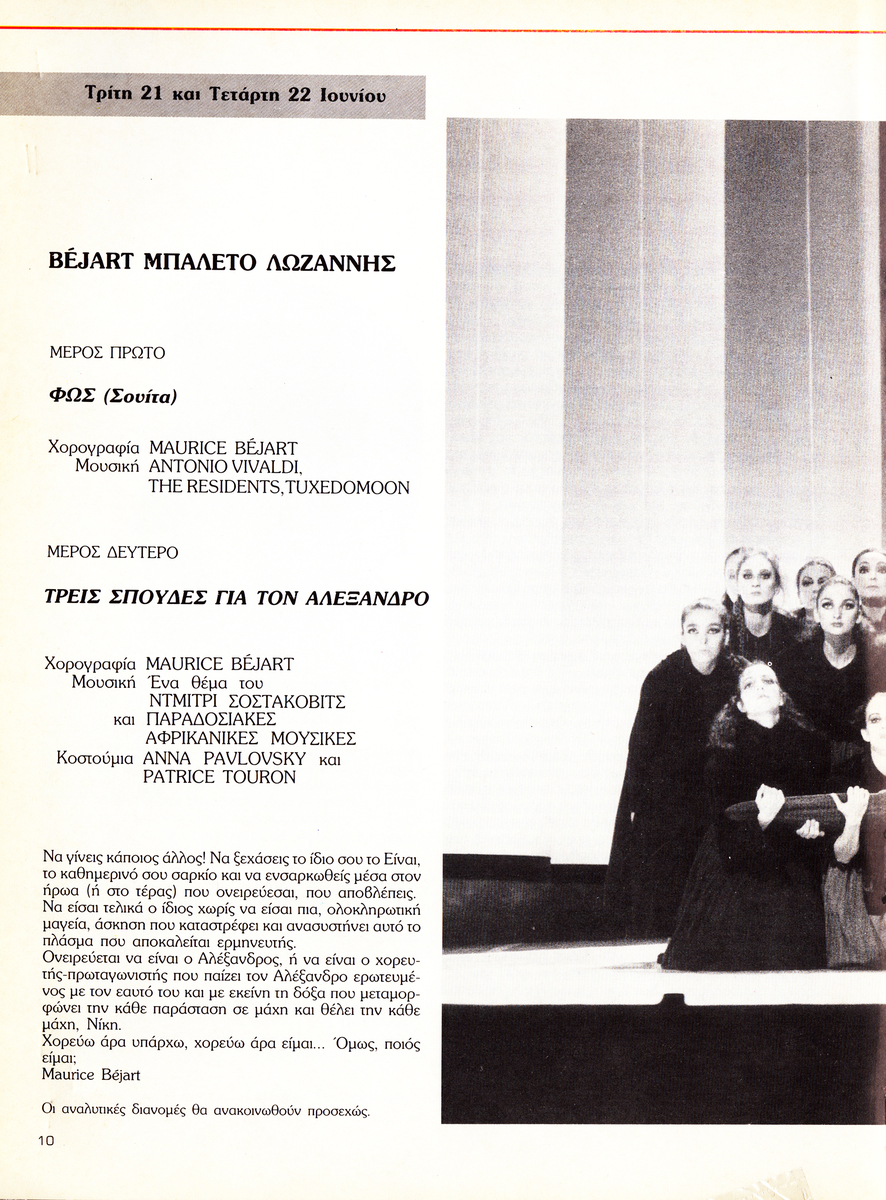 Τρίτη 21 και Τετάρτη 22 Ιουνίου
BÉJART ΜΠΑΛΕΤΟ ΛΩΖΑΝΝΗΣ
ΜΕΡΟΣ ΠΡΩΤΟ
ΦΩΣ (Σουίτα)
Χορογραφία MAURICE BÉJART
Μουσική ANTONIO VIVALDI,
THE RESIDENTS, TUXEDOMOON
ΜΕΡΟΣ ΔΕΥΤΕΡΟ
ΤΡΕΙΣ ΣΠΟΥΔΕΣ ΓΙΑ ΤΟΝ ΑΛΕΞΑΝΔΡΟ
Χορογραφία MAURICE BÉJART
Μουσική Ένα θέμα του
ΝΤΜΙΤΡΙ ΣΟΣΤΑΚΟΒΙΤΣ
και ΠΑΡΑΔΟΣΙΑΚΕΣ
ΑΦΡΙΚΑΝΙΚΕΣ ΜΟΥΣΙΚΕΣ
Κοστούμια ANNA PAVLOVSKY και
PATRICE TOURON
Να γίνεις κάποιος άλλος! Να ξεχάσεις το ίδιο σου το Είναι,
το καθημερινό σου σαρκίο και να ενσαρκωθείς μέσα στον
ήρωα (ή στο τέρας) που ονειρεύεσαι, που αποβλέπεις.
Να είσαι τελικά ο ίδιος χωρίς να είσαι πια, ολοκληρωτική
μαγεία, άσκηση που καταστρέφει και ανασυστήνει αυτό το
πλάσμα που αποκαλείται ερμηνευτής.
Ονειρεύεται να είναι ο Αλέξανδρος, ή να είναι ο χορευ-
τής-πρωταγωνιστής που παίζει τον Αλέξανδρο ερωτευμέ-
νος με τον εαυτό του και με εκείνη τη δόξα που μεταμορ-
φώνει την κάθε παράσταση σε μάχη και θέλει την κάθε
μάχη, Νίκη.
Χορεύω άρα υπάρχω, χορεύω άρα είμαι... Όμως, ποιός
είμαι;
Maurice Béjart
Οι αναλυτικές διανομές θα ανακοινωθούν προσεχώς.
10